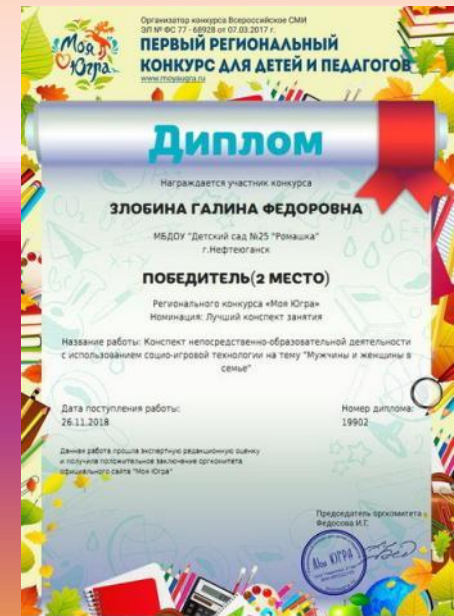 Моя Югра
Организатор конкурса Всероссийское СМИ
ЭЛ № ФС 77 - 68928 от 07.03.2017 г.
ПЕРВЫЙ РЕГИОНАЛЬНЫЙ
КОНКУРС ДЛЯ ДЕТЕЙ И ПЕДАГОГОВ
www.moyaugra.ru
Диплом
Награждается участник конкурса
ЗЛОБИНА ГАЛИНА ФЕДОРОВНА
МБДОУ "Детский сад №25 "Ромашка"
г.Нефтеюганск
ПОБЕДИТЕЛЬ(2 МЕСТО)
Регионального конкурса «Моя Югра»
Номинация: Лучший конспект занятия
Название работы: Конспект непосредственно-образовательной деятельности
с использованием социо-игровой технологии на тему "Мужчины и женщины в
семье"
Дата поступления работы:
26.11.2018
Номер диплома:
19902
Данная работа прошла экспертную редакционную оценку
и получила положительное заключение оргкомитета
официального сайта "Моя Югра"
Председатель оргкомитета
Федосова И.Г.
Моя ЮГРА